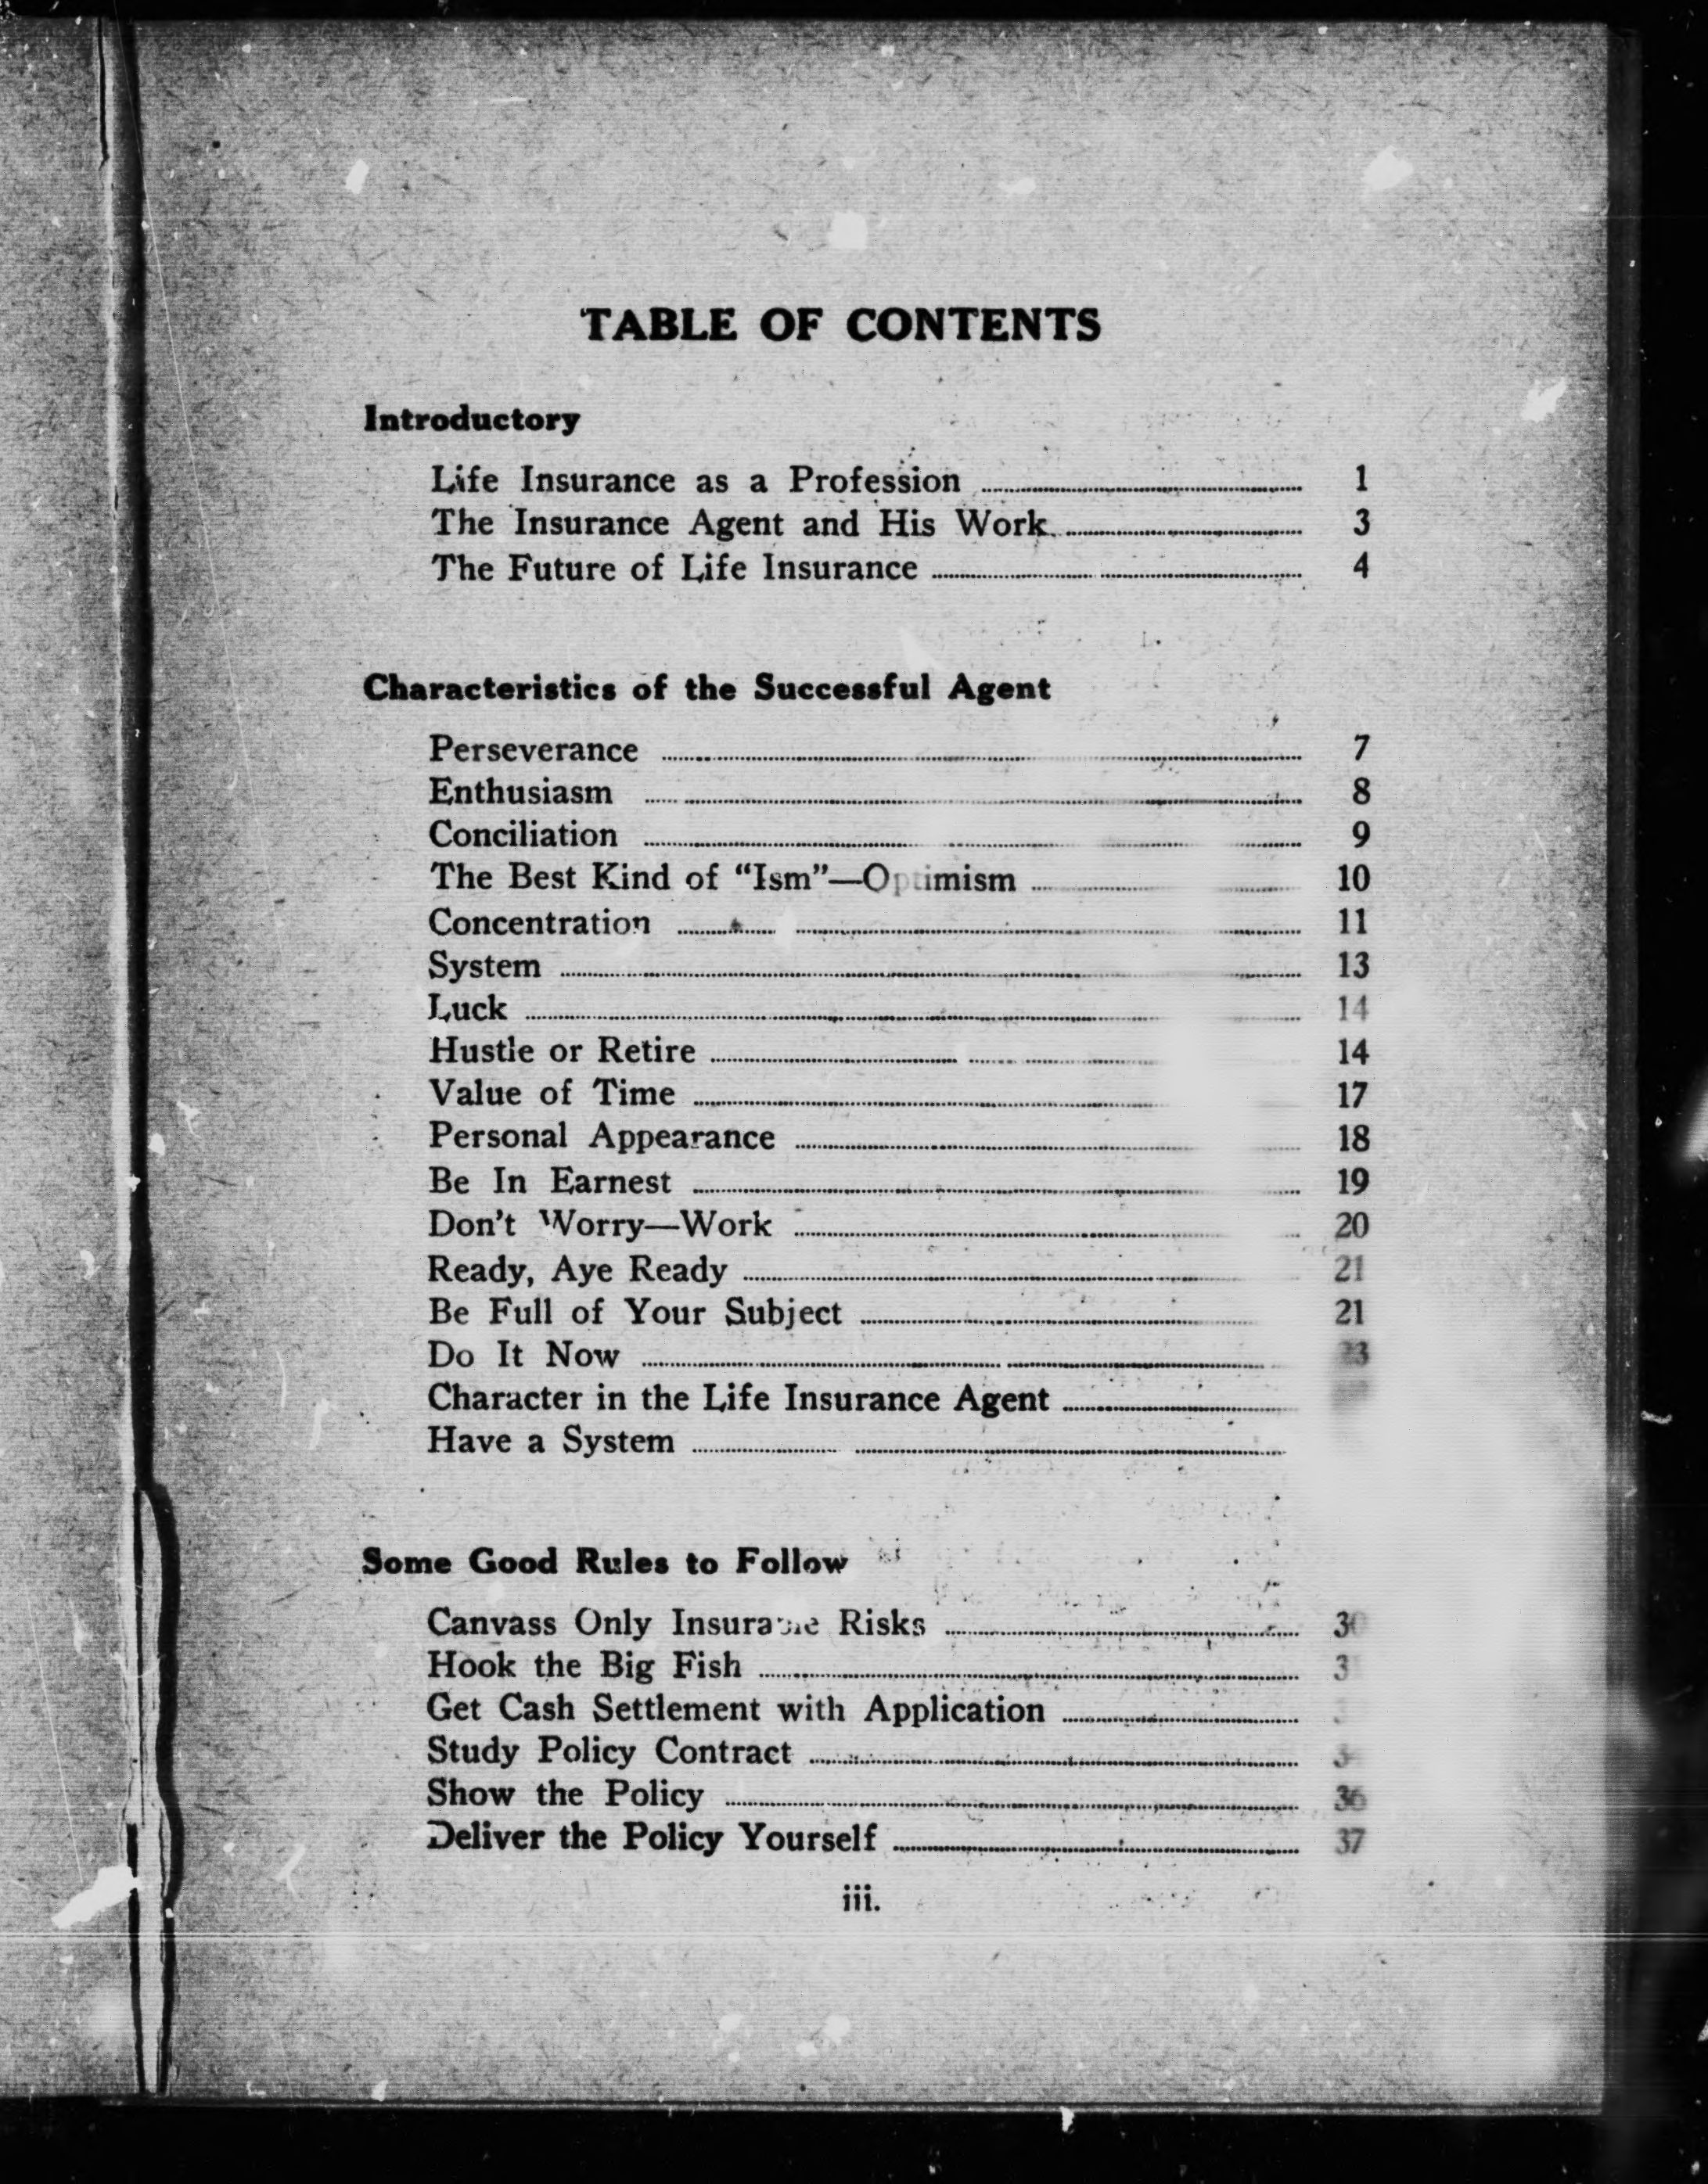 TABLE OF CONTENTS
Introductory
Life Insurance as a Profession 1
The Insurance Agent and His Work 3
The Future of Life Insurance 4
Characteristics of the Successful Agent
Perseverance 7
Enthusiasm 8
Conciliation 9
The Best Kind of “Ism”—Optimism 10
Concentration 11
System 13
Luck 14
Hustle or Retire 14
Value of Time 17
Personal Appearance 18
Be In Earnest 19
Don't Worry—Work 20
Ready, Aye Ready 21
Be Full of Your Subject 21
Do It Now 23
Character in the Life Insurance Agent
Have a System
Some Good Rules to Follow
Canvass Only Insurable Risks 30
Hook the Big Fish
Get Cash Settlement with Application
Study Policy Contract
Show the Policy 36
Deliver the Policy Yourself 37
iii.